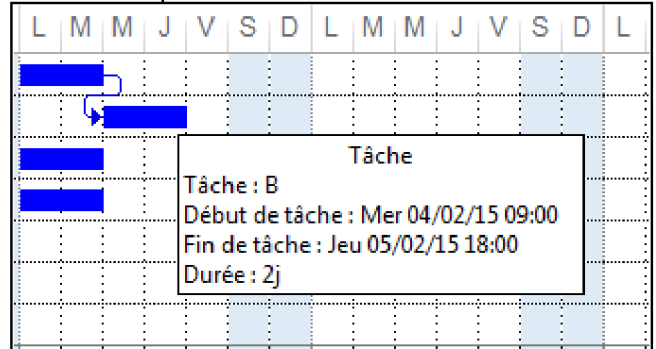 L M M J V S D L M M J V S D L
Tâche
Tâche : B
Début de tâche : Mer 04/02/15 09:00
Fin de tâche : Jeu 05/02/15 18:00
Durée : 2j